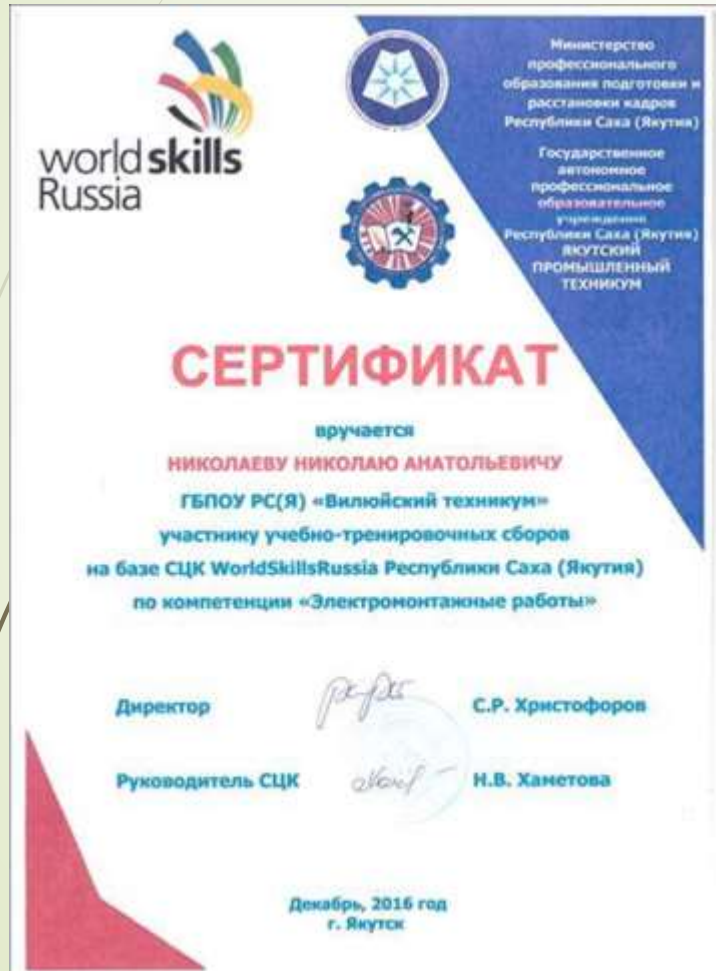 world skills
Russia
Министерство
профессионального
образования подготовки и
расстановки кадров
Республики Саха (Якутия)
Государственное
автономное
профессиональное
образовательное
учреждение
Республики Саха (Якутия)
ЯКУТСКИЙ
ПРОМЫШЛЕННЫЙ
ТЕХНИКУМ
СЕРТИФИКАТ
вручается
НИКОЛАЕВУ НИКОЛАЮ АНАТОЛЬЕВИЧУ
ГБПОУ РС(Я) «Вилюйский техникум»
участнику учебно-тренировочных сборов
на базе СЦК WorldSkillsRussia Республики Саха (Якутия)
по компетенции «Электромонтажные работы»
Директор С.Р. Христофоров
Руководитель СЦК Н.В. Хаметова
Декабрь, 2016 год
г. Якутск